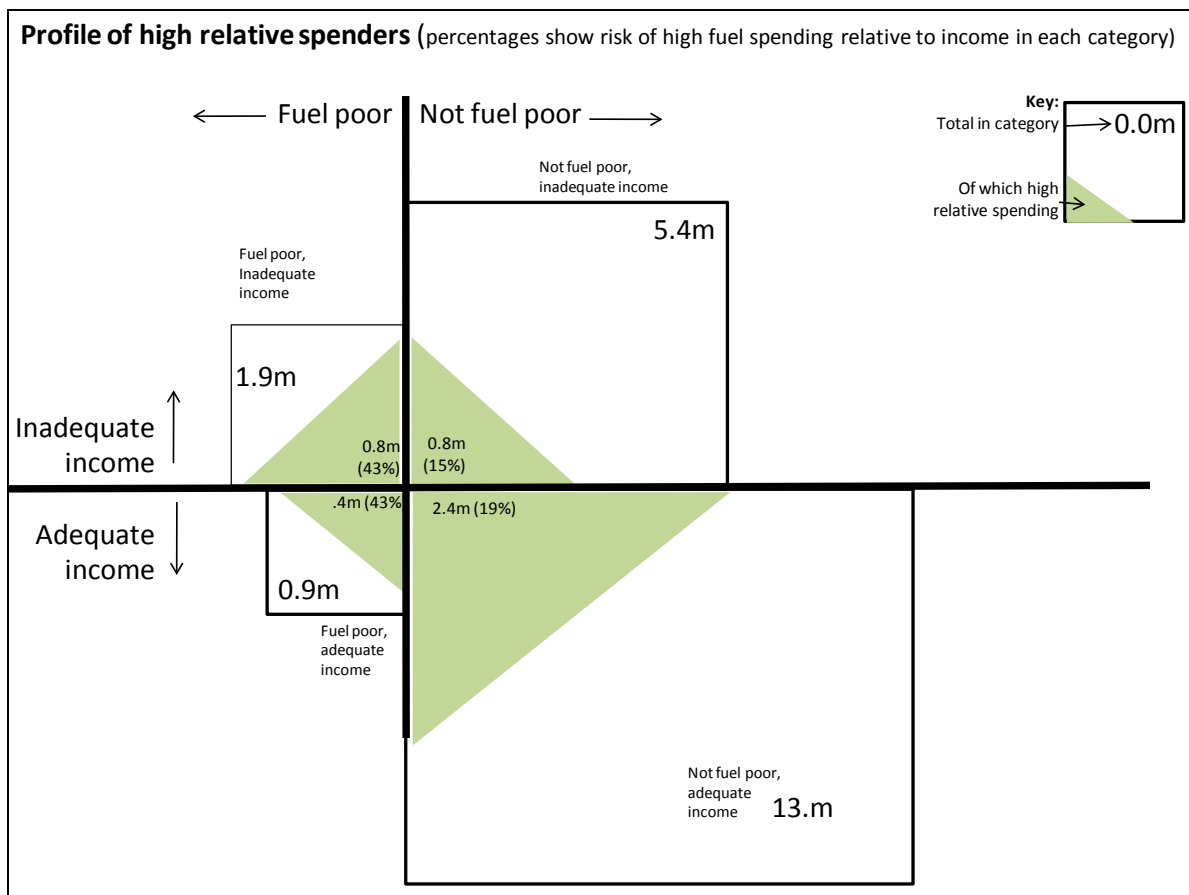 Profile of high relative spenders (percentages show risk of high fuel spending relative to income in each category)
Fuel poor
Not fuel poor
Key:
Total in category
0.0m
Of which high
relative spending
Not fuel poor,
inadequate income
5.4m
Fuel poor,
Inadequate
income
1.9m
Inadequate
income
0.8m
(43%)
0.8m
(15%)
.4m (43%
2.4m (19%)
Adequate
income
0.9m
Fuel poor,
adequate
income
Not fuel poor,
adequate
income
13.m